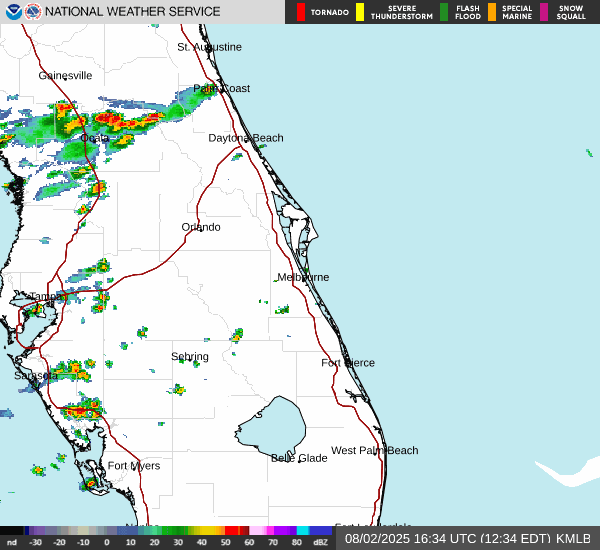 NATIONAL WEATHER SERVICE
TORNADO
SEVERE THUNDERSTORM
FLASH FLOOD
SPECIAL MARINE
SNOW SQUALL
St. Augustine
Gainesville
Palm Coast
Ocala
Daytona Beach
Orlando
Melbourne
Tampa
Sebring
Fort Pierce
Sarasota
West Palm Beach
Belle Glade
Fort Myers
nd -30 -20 -10 0 10 20 30 40 50 60 70 80 dBZ
08/02/2025 16:34 UTC (12:34 EDT) KMLB